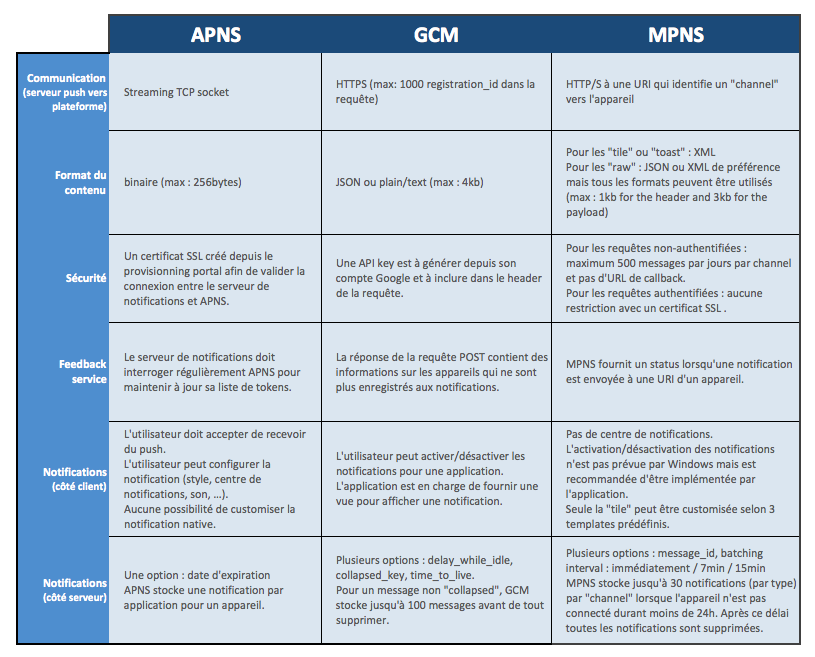 APNS
GCM
MPNS
Communication
(serveur push vers
plateforme)
Streaming TCP socket
HTTPS (max: 1000 registration_id dans la
requête)
HTTP/S à une URI qui identifie un "channel"
vers l'appareil
Format du
contenu
binaire (max : 256bytes)
JSON ou plain/text (max : 4kb)
Pour les "tile" ou "toast" : XML
Pour les "raw" : JSON ou XML de préférence
mais tous les formats peuvent être utilisés
(max : 1kb for the header and 3kb for the
payload)
Sécurité
Un certificat SSL créé depuis le
provisionning portal afin de valider la
connexion entre le serveur de
notifications et APNS.
Une API key est à générer depuis son
compte Google et à inclure dans le header
de la requête.
Pour les requêtes non-authentifiées :
maximum 500 messages par jours par channel
et pas d'URL de callback.
Pour les requêtes authentifiées : aucune
restriction avec un certificat SSL .
Feedback
service
Le serveur de notifications doit
interroger régulièrement APNS pour
maintenir à jour sa liste de tokens.
La réponse de la requête POST contient des
informations sur les appareils qui ne sont
plus enregistrés aux notifications.
MPNS fournit un status lorsqu'une notification
est envoyée à une URI d'un appareil.
Notifications
(côté client)
L'utilisateur doit accepter de recevoir
du push.
L'utilisateur peut configurer la
notification (style, centre de
notifications, son, ...).
Aucune possibilité de customiser la
notification native.
L'utilisateur peut activer/désactiver les
notifications pour une application.
L'application est en charge de fournir une
vue pour afficher une notification.
Pas de centre de notifications.
L'activation/désactivation des notifications
n'est pas prévue par Windows mais est
recommandée d'être implémentée par
l'application.
Seule la "tile" peut être customisée selon 3
templates prédéfinis.
Notifications
(côté serveur)
Une option : date d'expiration
APNS stocke une notification par
application pour un appareil.
Plusieurs options : delay_while_idle,
collapsed_key, time_to_live.
Pour un message non "collapsed", GCM
stocke jusqu'à 100 messages avant de tout
supprimer.
Plusieurs options : message_id, batching
interval : immédiatement / 7min / 15min
MPNS stocke jusqu'à 30 notifications (par type)
par "channel" lorsque l'appareil n'est pas
connecté durant moins de 24h. Après ce délai
toutes les notifications sont supprimées.